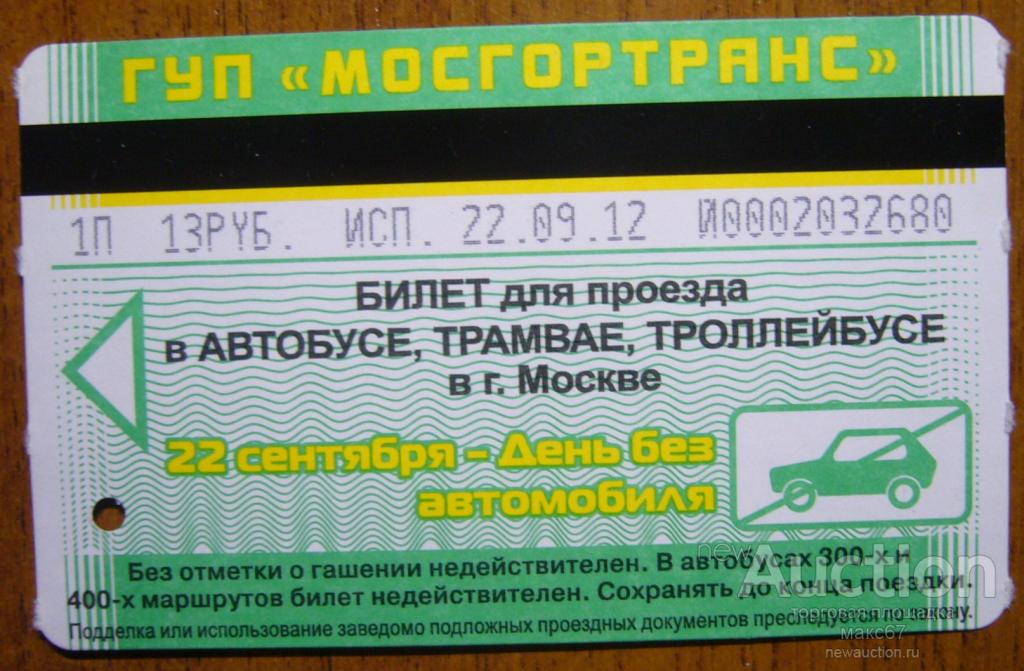 ГУП «МОСГОРТРАНС»
1П 13РУБ. ИСП. 22.09.12 И0002032680
БИЛЕТ для проезда
в АВТОБУСЕ, ТРАМВАЕ, ТРОЛЛЕЙБУСЕ
в г. Москве
22 сентября – День без
автомобиля
Без отметки о гашении недействителен. В автобусах 300-х и
400-х маршрутов билет недействителен. Сохранять до конца поездки.
Подделка или использование заведомо подложных проездных документов преследуется по закону.
newAuction
торговая площадка
макс67
newauction.ru